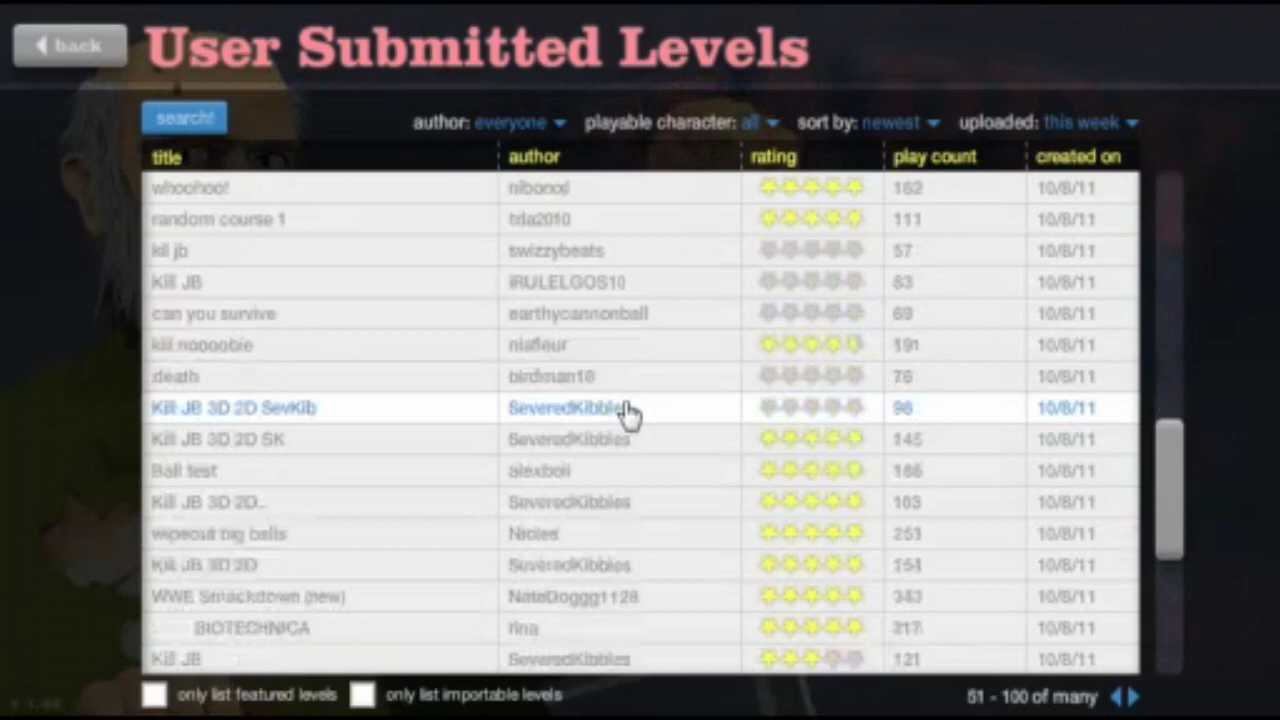 back
User Submitted Levels
search!
author: everyone playable character: all sort by: newest uploaded: this week
title author rating play count created on
whoohoo! 162 10/8/11
random course 1 tda2010 111 10/8/11
kil jb swizzybeats 57 10/8/11
Kill JB iRULELGOS10 83 10/8/11
can you survive earthycannonball 69 10/8/11
kill noooobie niafleur 191 10/8/11
death birdman18 76 10/8/11
Kill JB 3D 2D SevKib SeveredKibbles 96 10/8/11
Kill JB 3D 2D SK SeveredKibbles 145 10/8/11
Ball test alexboii 166 10/8/11
Kill JB 3D 2D.. SeveredKibbles 163 10/8/11
wipeout big balls Nicles 253 10/8/11
Kill JB 3D 2D SeveredKibbles 10/8/11
WWE Smackdown (new) NateDoggg1128 343 10/8/11
BIOTECHNICA rina 317 10/8/11
Kill JB SeveredKibbles 121 10/8/11
only list featured levels only list importable levels 51 - 100 of many